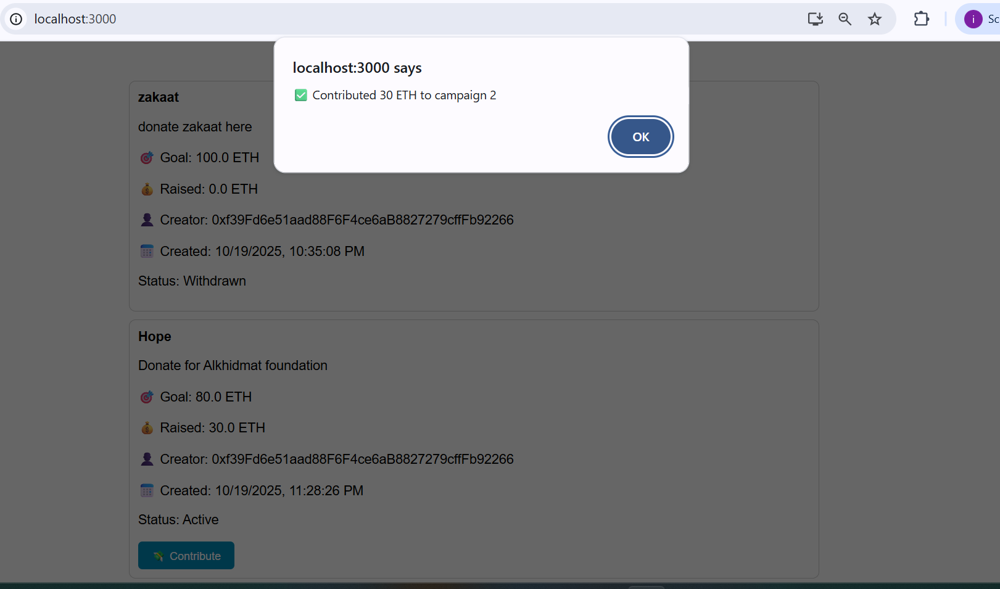 localhost:3000
i
Sc
localhost:3000 says
✅ Contributed 30 ETH to campaign 2
OK
zakaat
donate zakaat here
🎯 Goal: 100.0 ETH
💰 Raised: 0.0 ETH
👤 Creator: 0xf39Fd6e51aad88F6F4ce6aB8827279cffFb92266
📅 Created: 10/19/2025, 10:35:08 PM
Status: Withdrawn
Hope
Donate for Alkhidmat foundation
🎯 Goal: 80.0 ETH
💰 Raised: 30.0 ETH
👤 Creator: 0xf39Fd6e51aad88F6F4ce6aB8827279cffFb92266
📅 Created: 10/19/2025, 11:28:26 PM
Status: Active
💸 Contribute